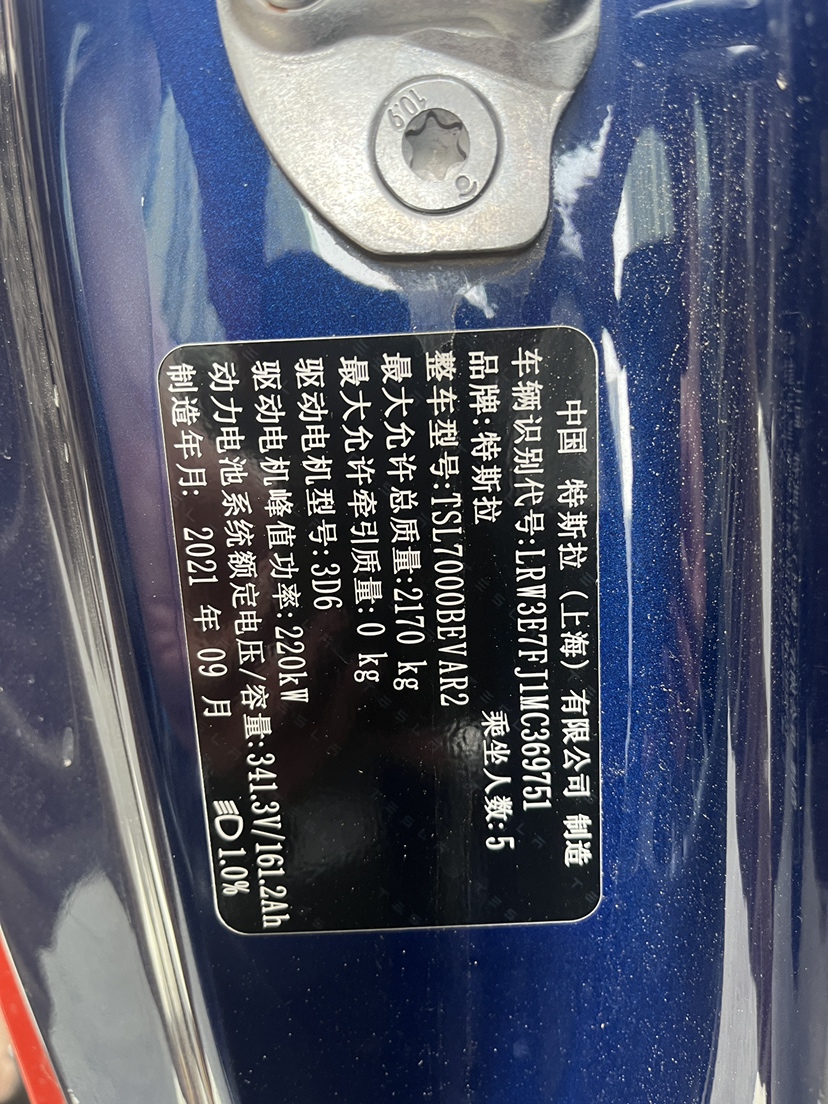 10.9
中国 特斯拉（上海）有限公司 制造
车辆识别代号:LRW3E7FJ1MC369751
品牌:特斯拉 乘坐人数:5
整车型号:TSL7000BEVAR2
最大允许总质量:2170 kg
最大允许牵引质量:0 kg
驱动电机型号:3D6
驱动电机峰值功率:220kW
动力电池系统额定电压/容量:341.3V/161.2Ah
制造年月: 2021 年 09 月 1.0%